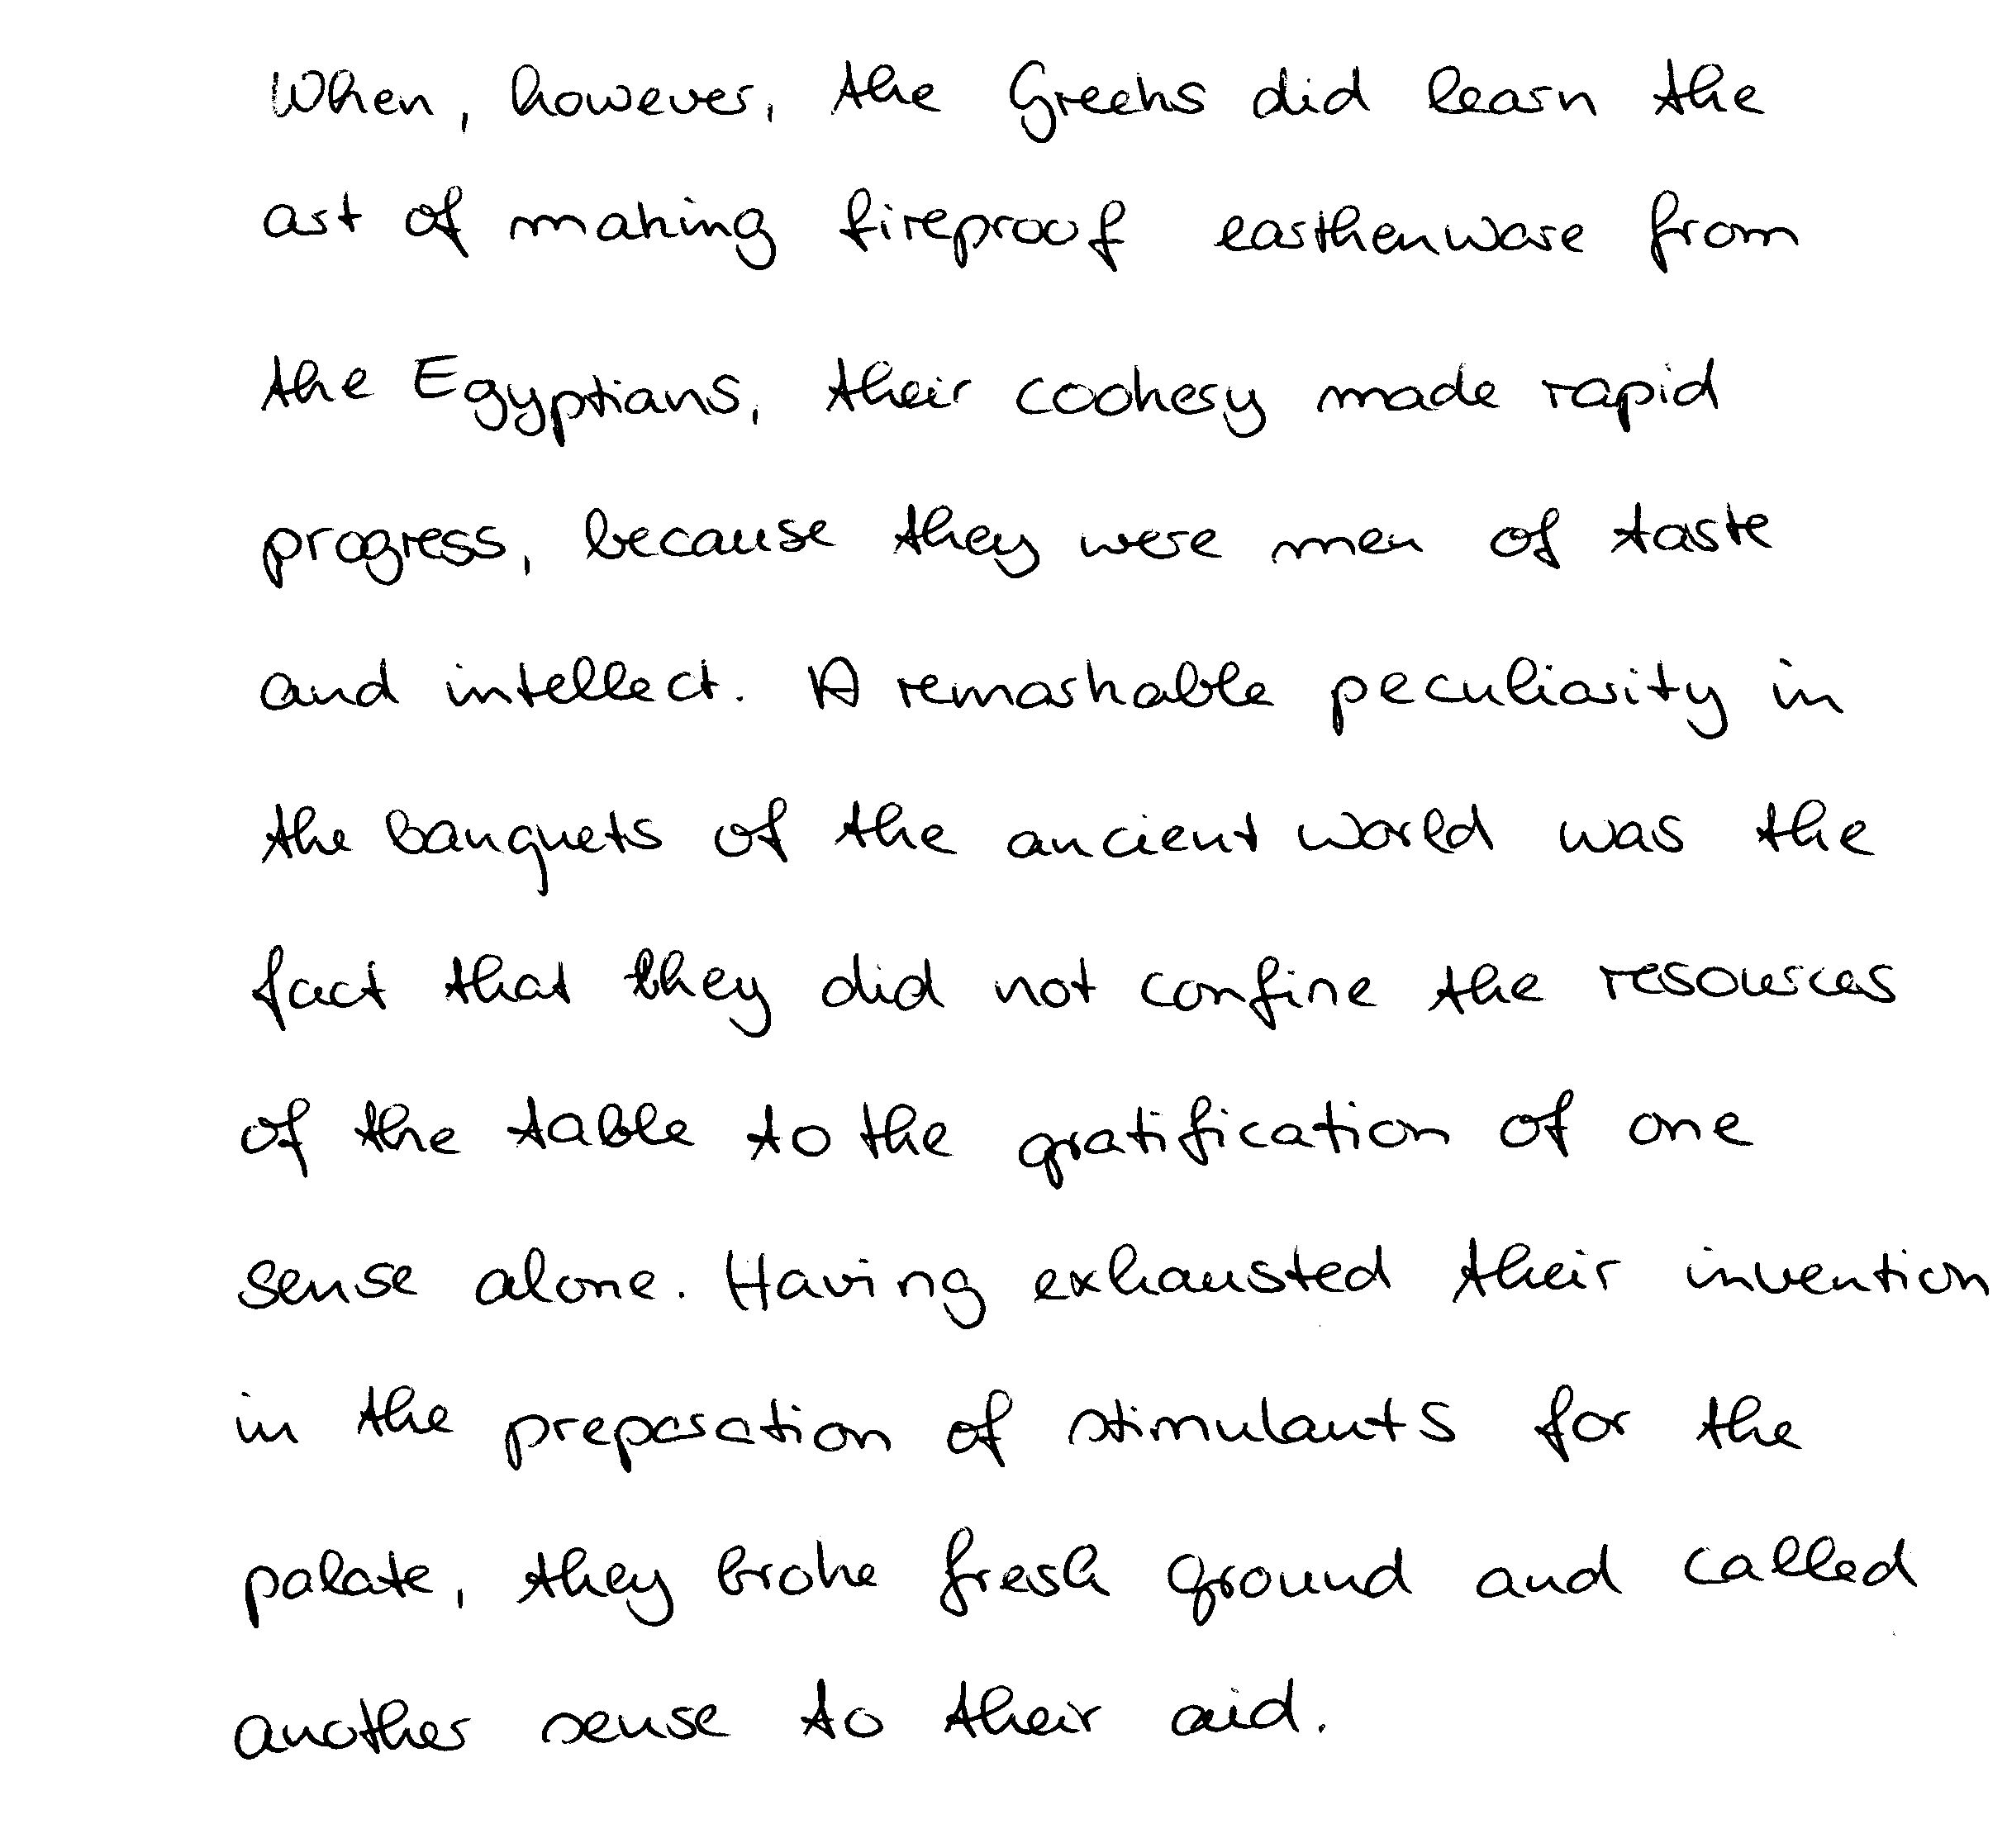 When, however, the Greeks did learn the
art of making fireproof earthenware from
the Egyptians, their cookery made rapid
progress, because they were men of taste
and intellect. A remarkable peculiarity in
the banquets of the ancient world was the
fact that they did not confine the resources
of the table to the gratification of one
sense alone. Having exhausted their invention
in the preparation of stimulants for the
palate, they broke fresh ground and called
another sense to their aid.